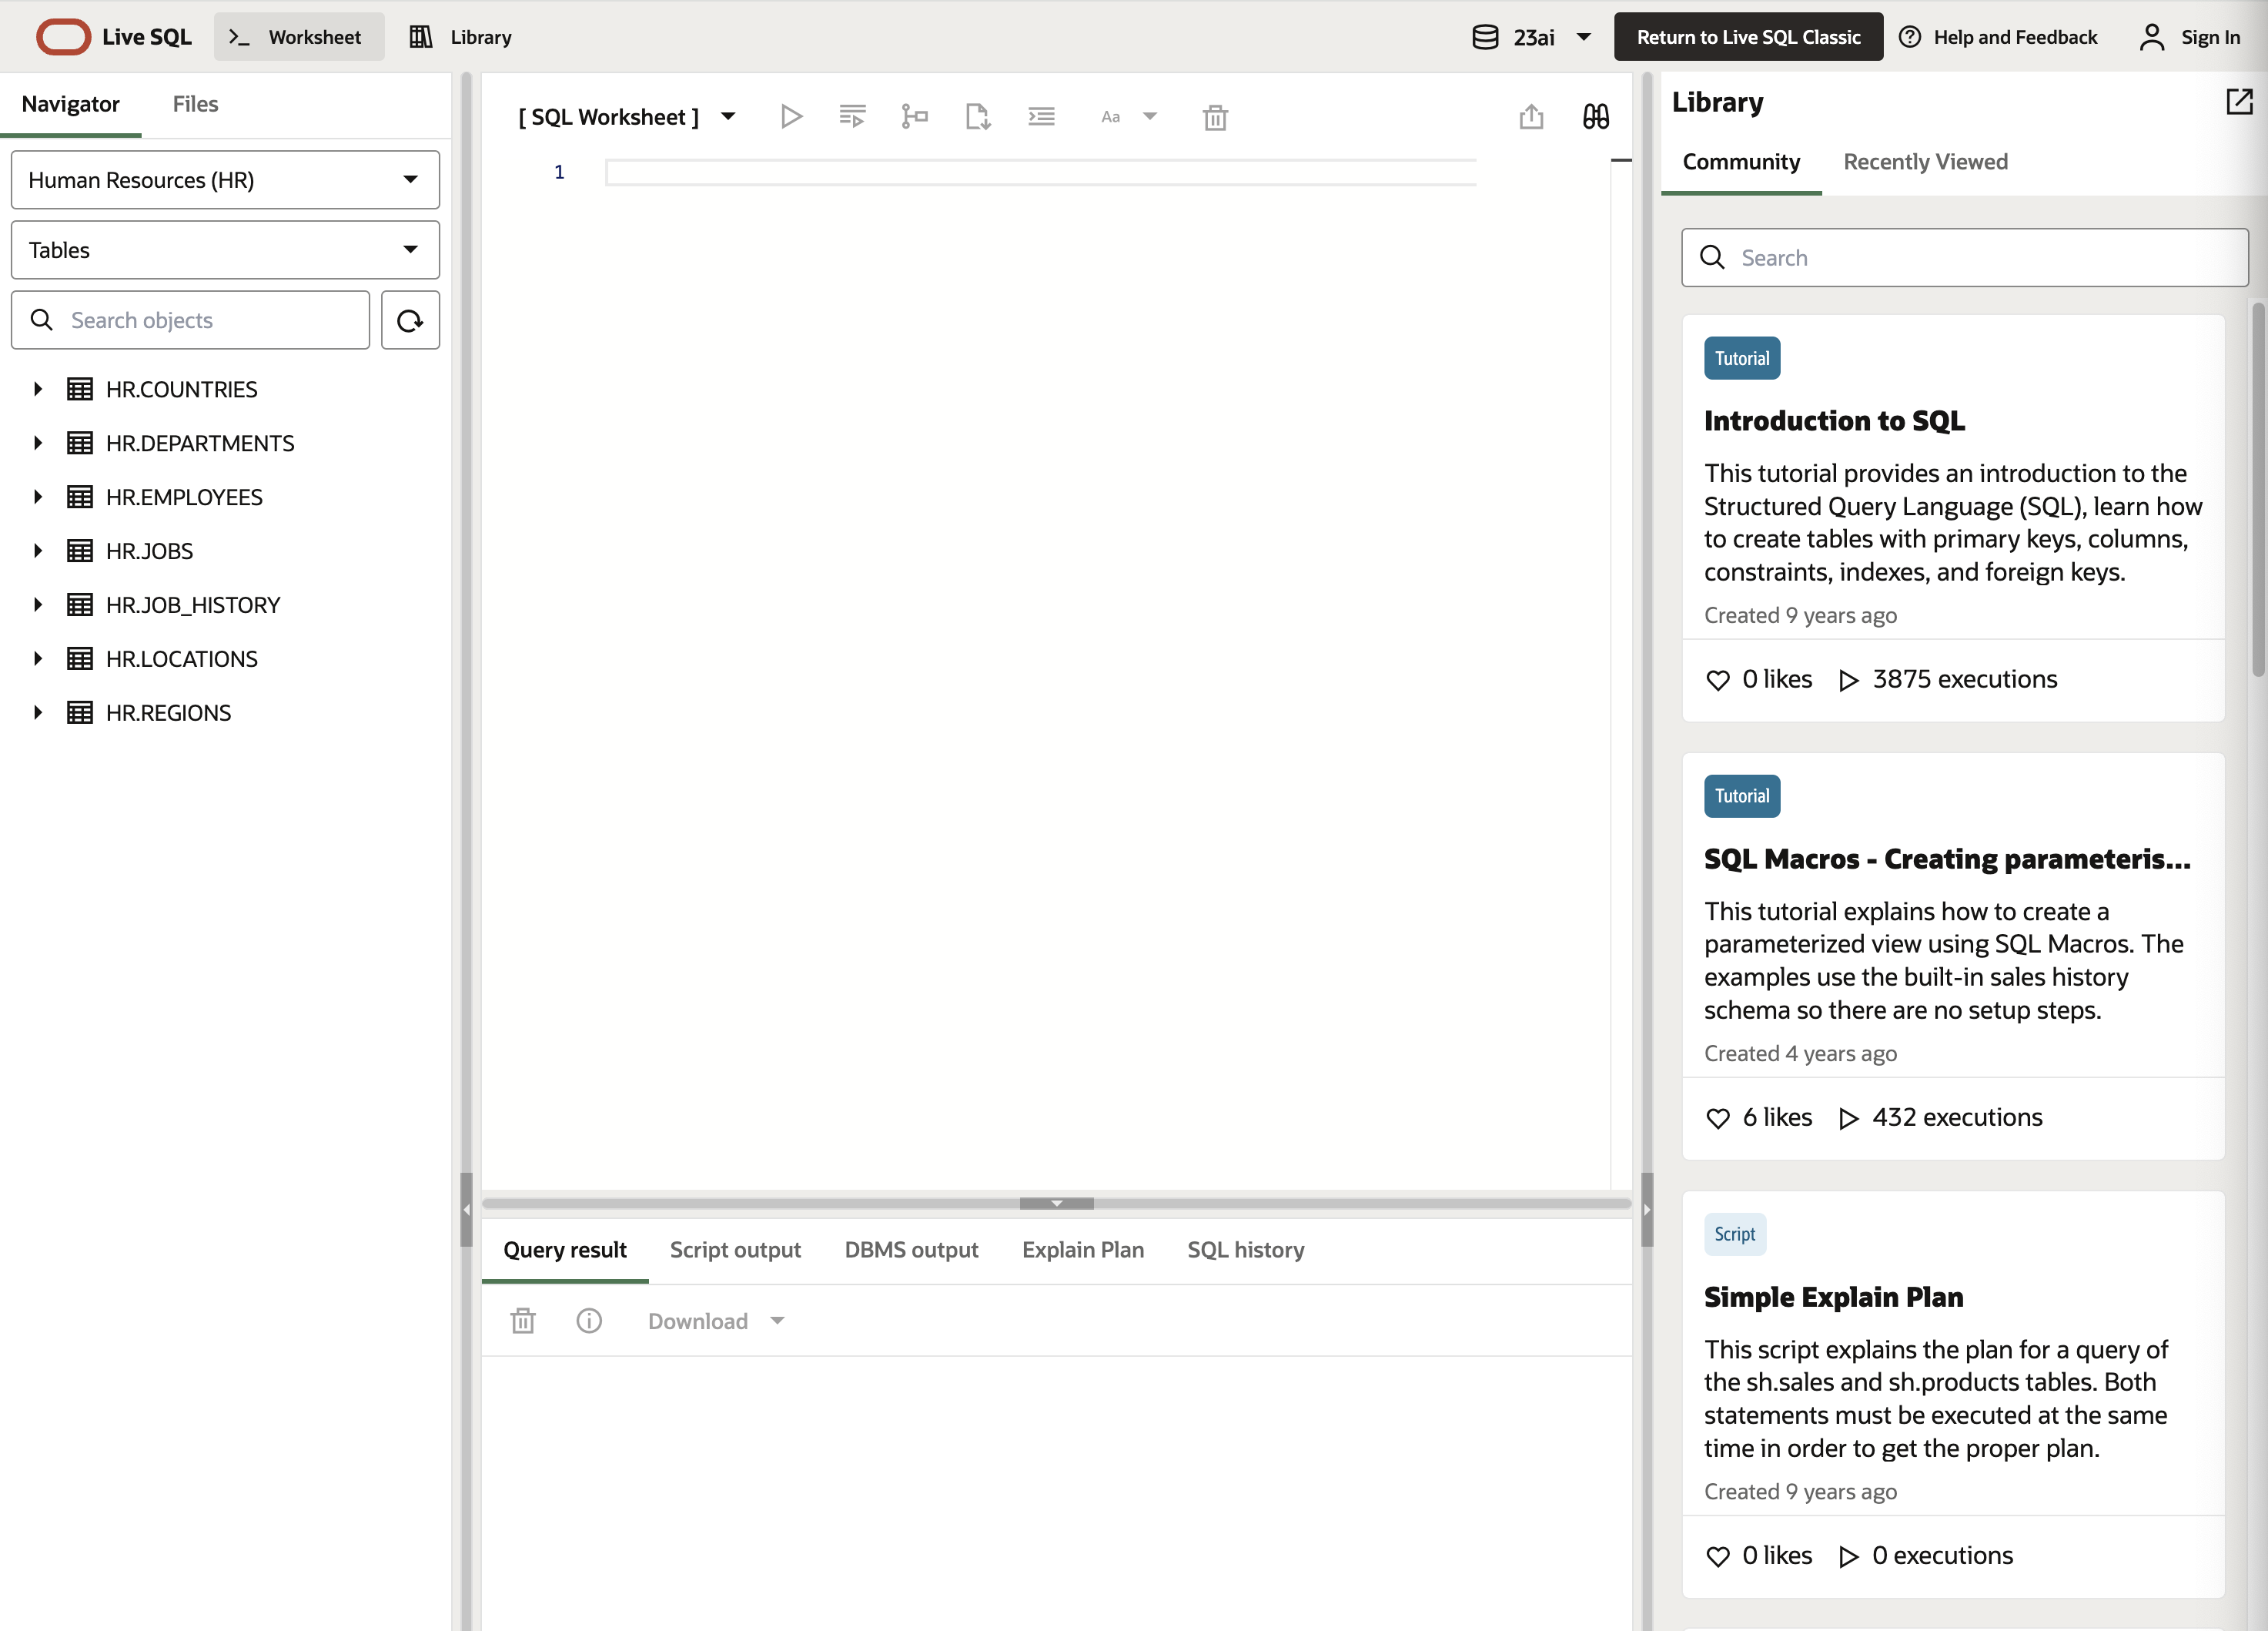 Live SQL
Worksheet
Library
23ai
Return to Live SQL Classic
Help and Feedback
Sign In
Navigator
Files
Human Resources (HR)
Tables
Search objects
HR.COUNTRIES
HR.DEPARTMENTS
HR.EMPLOYEES
HR.JOBS
HR.JOB_HISTORY
HR.LOCATIONS
HR.REGIONS
[ SQL Worksheet ]
Aa
1
Query result
Script output
DBMS output
Explain Plan
SQL history
Download
Library
Community
Recently Viewed
Search
Tutorial
Introduction to SQL
This tutorial provides an introduction to the
Structured Query Language (SQL), learn how
to create tables with primary keys, columns,
constraints, indexes, and foreign keys.
Created 9 years ago
0 likes
3875 executions
Tutorial
SQL Macros - Creating parameteris...
This tutorial explains how to create a
parameterized view using SQL Macros. The
examples use the built-in sales history
schema so there are no setup steps.
Created 4 years ago
6 likes
432 executions
Script
Simple Explain Plan
This script explains the plan for a query of
the sh.sales and sh.products tables. Both
statements must be executed at the same
time in order to get the proper plan.
Created 9 years ago
0 likes
0 executions